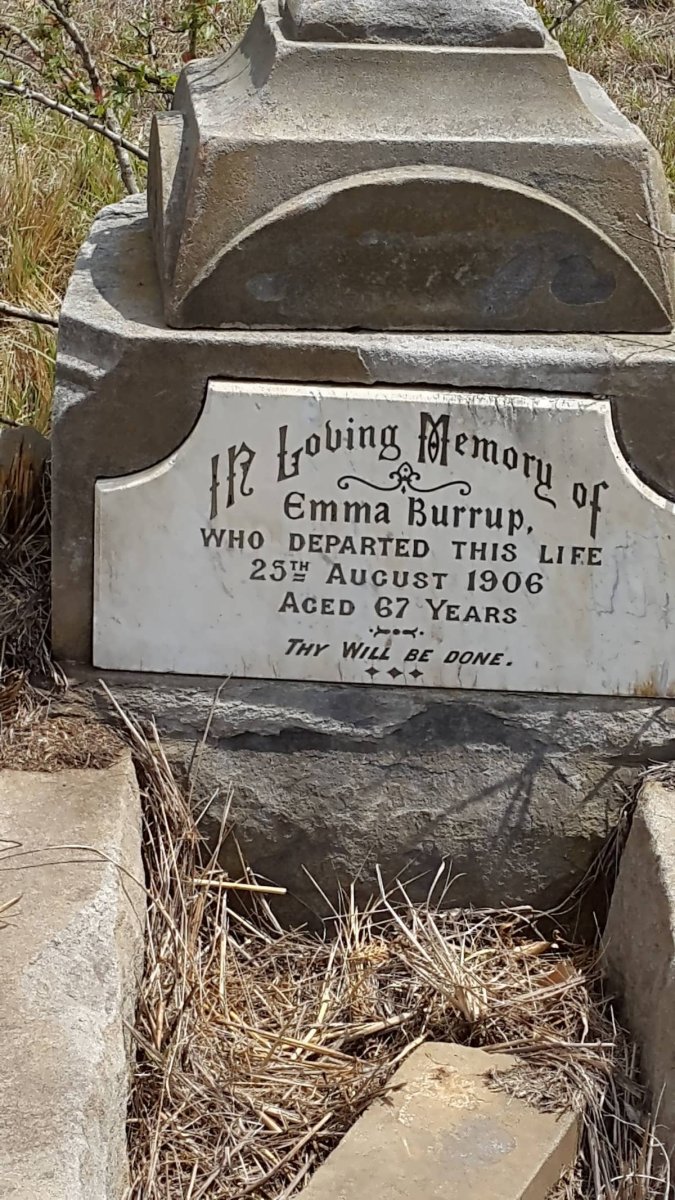 In Loving Memory of
Emma Burrup,
WHO DEPARTED THIS LIFE
25TH AUGUST 1906
AGED 67 YEARS
THY WILL BE DONE.